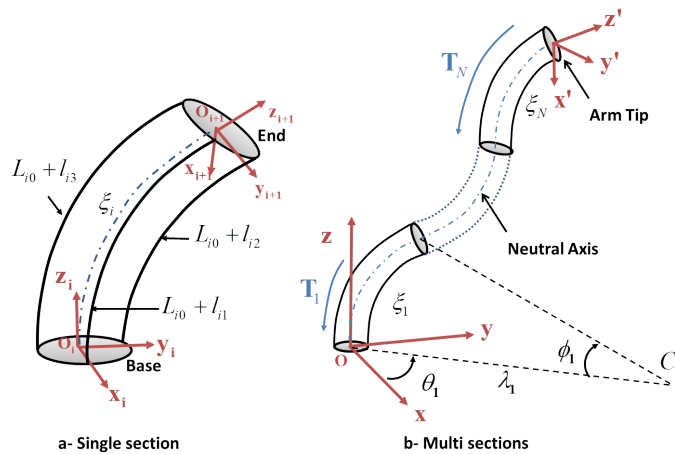 z'
y'
x'
T_N
ξ_N
Arm Tip
O_{i+1}
z_{i+1}
End
x_{i+1}
y_{i+1}
L_{i0} + l_{i3}
ξ_i
L_{i0} + l_{i2}
L_{i0} + l_{i1}
z_i
O_i
y_i
Base
x_i
z
Neutral Axis
T_1
ξ_1
y
O
x
θ_1
λ_1
ϕ_1
C
a- Single section
b- Multi sections